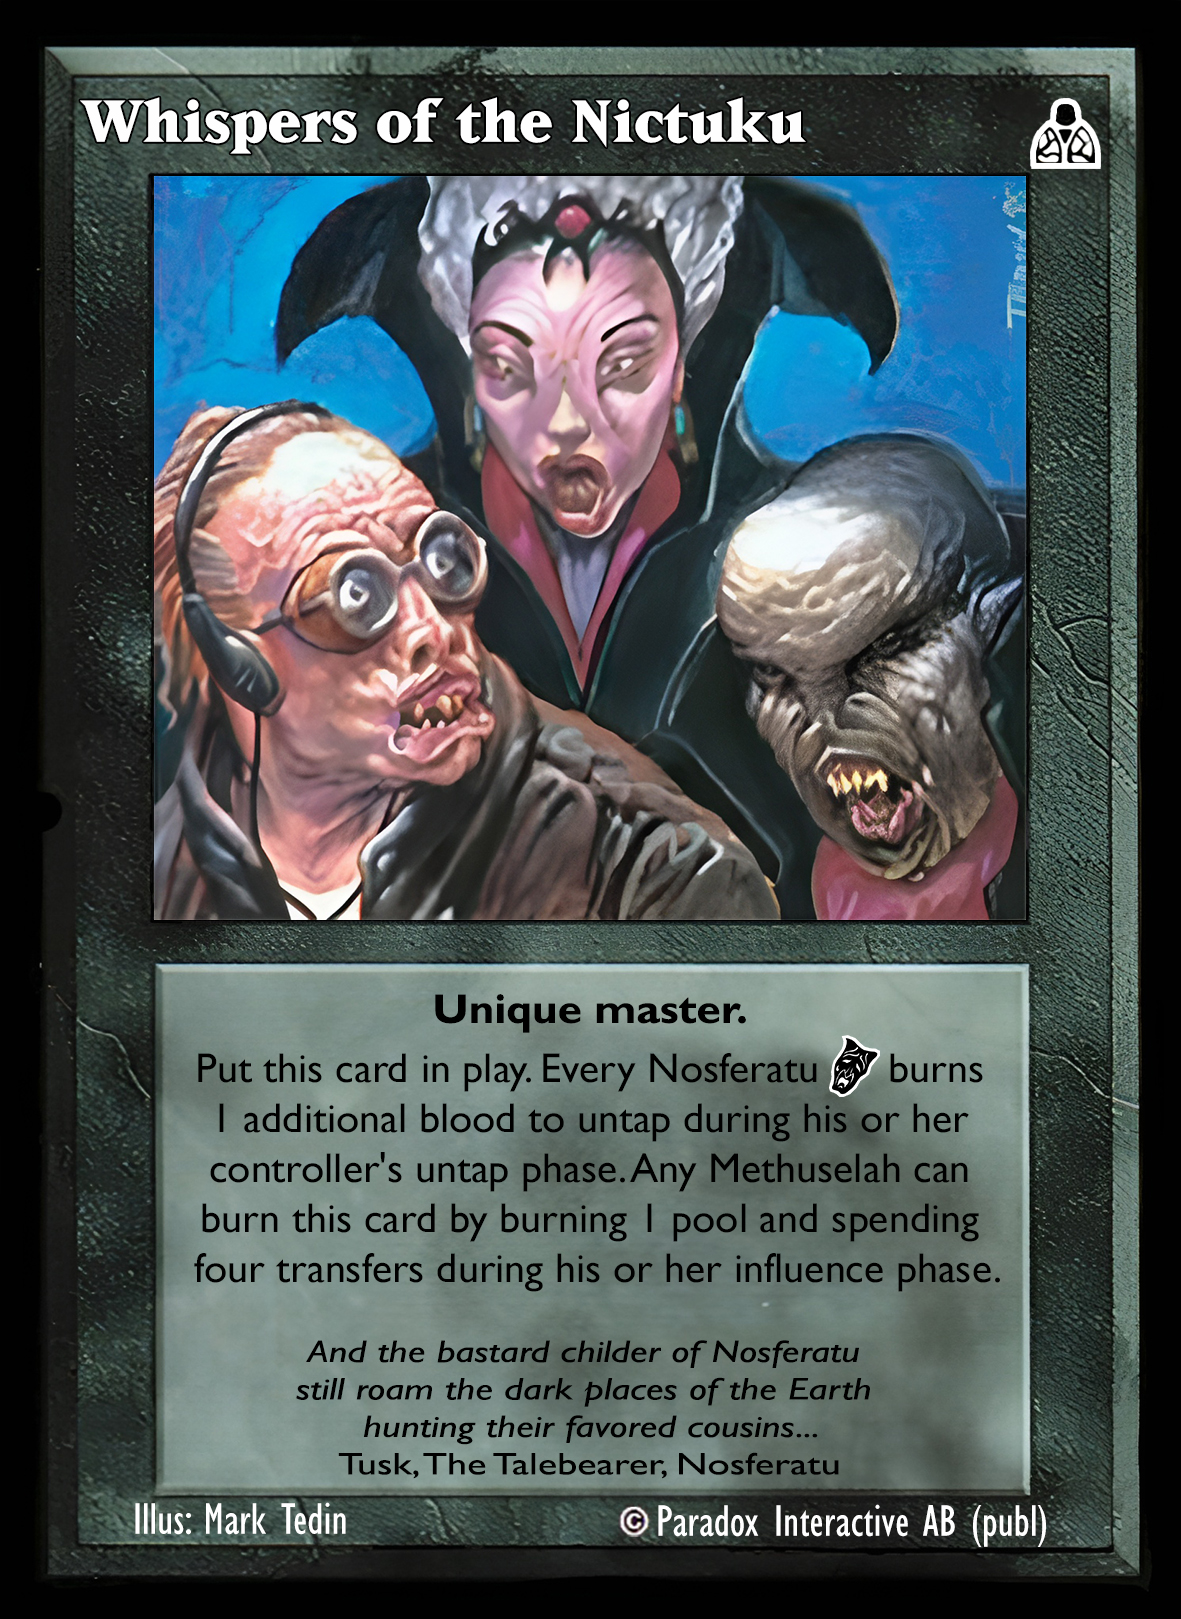 Whispers of the Nictuku
Unique master.
Put this card in play. Every Nosferatu burns
1 additional blood to untap during his or her
controller's untap phase. Any Methuselah can
burn this card by burning 1 pool and spending
four transfers during his or her influence phase.
And the bastard childer of Nosferatu
still roam the dark places of the Earth
hunting their favored cousins...
Tusk, The Talebearer, Nosferatu
Illus: Mark Tedin
© Paradox Interactive AB (publ)